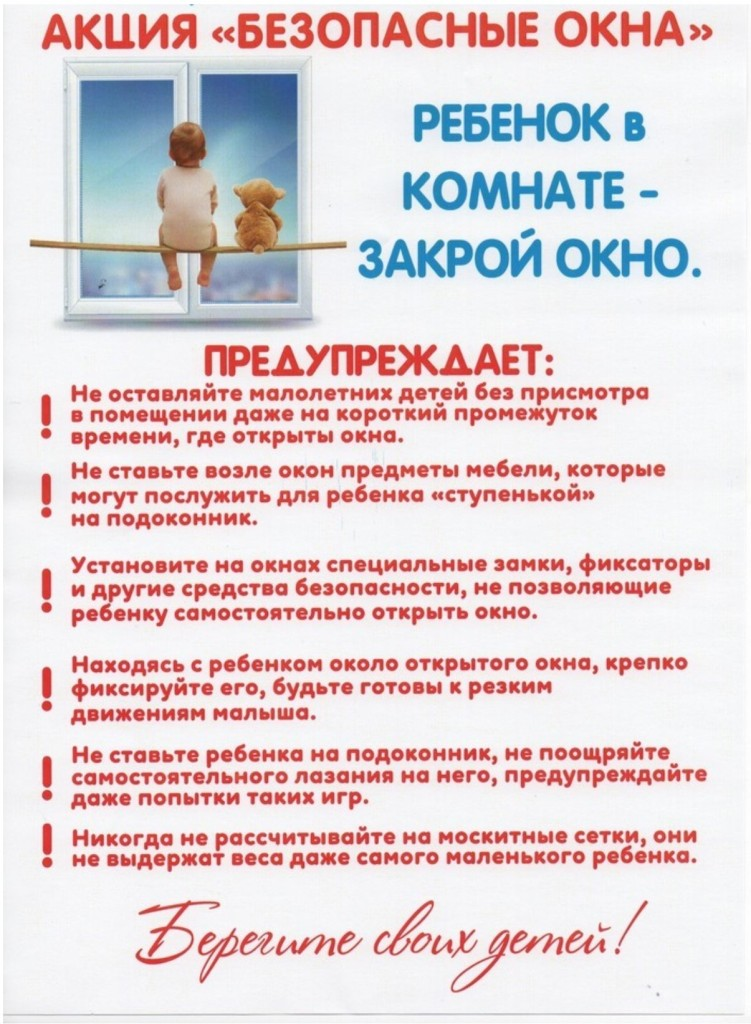 АКЦИЯ «БЕЗОПАСНЫЕ ОКНА»
РЕБЕНОК в
КОМНАТЕ -
ЗАКРОЙ ОКНО.
ПРЕДУПРЕЖДАЕТ:
! Не оставляйте малолетних детей без присмотра
в помещении даже на короткий промежуток
времени, где открыты окна.
! Не ставьте возле окон предметы мебели, которые
могут послужить для ребенка «ступенькой»
на подоконник.
! Установите на окнах специальные замки, фиксаторы
и другие средства безопасности, не позволяющие
ребенку самостоятельно открыть окно.
! Находясь с ребенком около открытого окна, крепко
фиксируйте его, будьте готовы к резким
движениям малыша.
! Не ставьте ребенка на подоконник, не поощряйте
самостоятельного лазания на него, предупреждайте
даже попытки таких игр.
! Никогда не рассчитывайте на москитные сетки, они
не выдержат веса даже самого маленького ребенка.
Берегите своих детей!